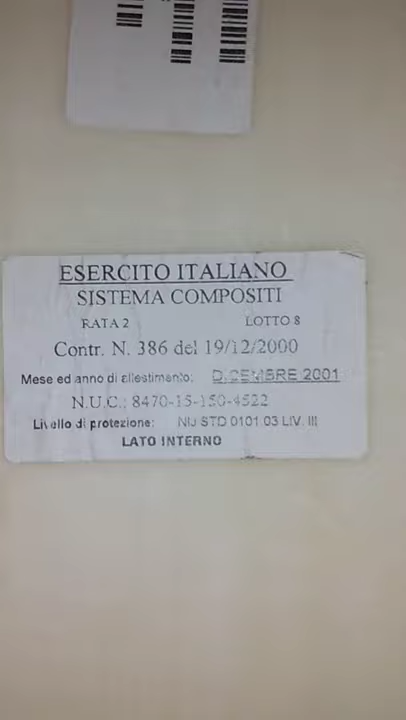 ESERCITO ITALIANO
SISTEMA COMPOSITI
RATA 2 LOTTO 8
Contr. N. 386 del 19/12/2000
Mese ed anno di allestimento: DICEMBRE 2001
N.U.C.: 8470-15-150-4522
Livello di protezione: NIJ STD 0101 03 LIV. III
LATO INTERNO